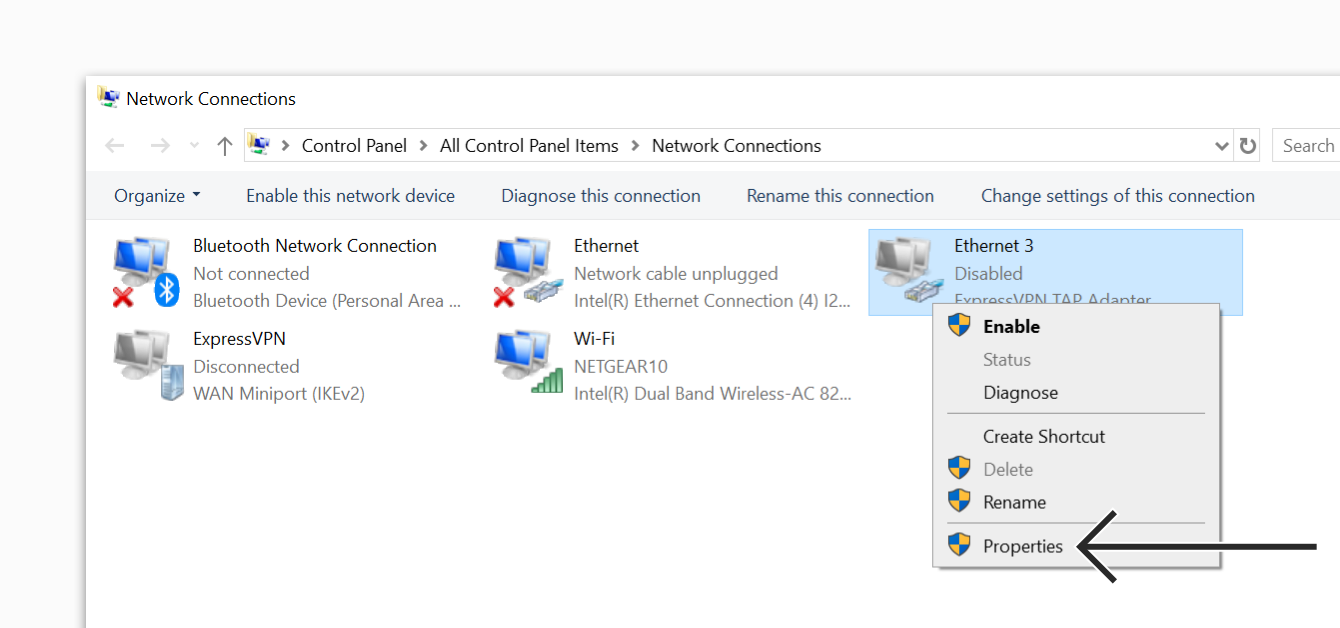 Network Connections
Control Panel > All Control Panel Items > Network Connections
Search
Organize Enable this network device Diagnose this connection Rename this connection Change settings of this connection
Bluetooth Network Connection
Not connected
Bluetooth Device (Personal Area ...
Ethernet
Network cable unplugged
Intel(R) Ethernet Connection (4) I2...
Ethernet 3
Disabled
ExpressVPN TAP Adapter
ExpressVPN
Disconnected
WAN Miniport (IKEv2)
Wi-Fi
NETGEAR10
Intel(R) Dual Band Wireless-AC 82...
Enable
Status
Diagnose
Create Shortcut
Delete
Rename
Properties